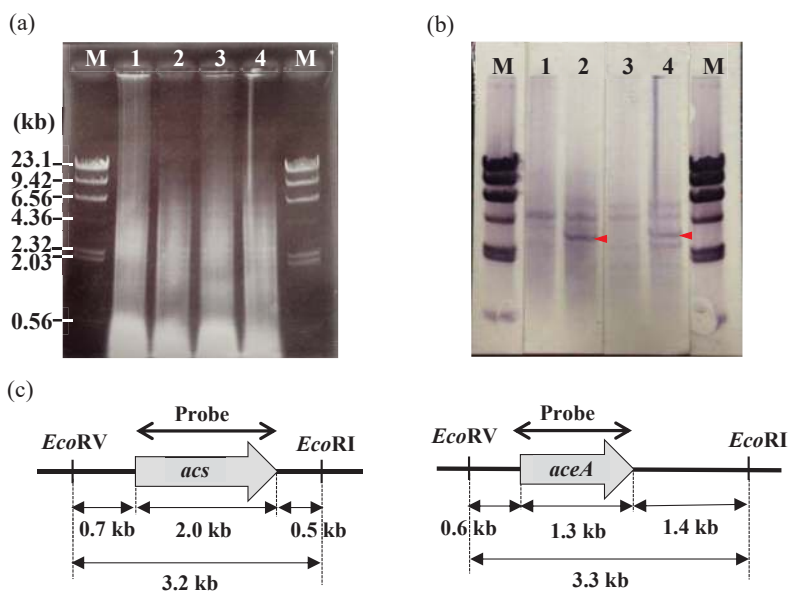 (a)
M 1 2 3 4 M
(kb)
23.1
9.42
6.56
4.36
2.32
2.03
0.56
(b)
M 1 2 3 4 M
(c)
Probe
EcoRV
EcoRI
acs
0.7 kb
2.0 kb
0.5 kb
3.2 kb
Probe
EcoRV
EcoRI
aceA
0.6 kb
1.3 kb
1.4 kb
3.3 kb